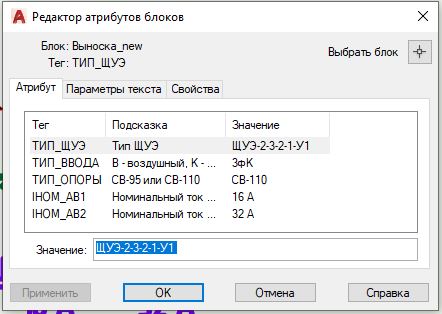 Редактор атрибутов блоков
Блок: Выноска_new
Тег: ТИП_ЩУЭ
Выбрать блок
Атрибут Параметры текста Свойства
Тег Подсказка Значение
ТИП_ЩУЭ Тип ЩУЭ ЩУЭ-2-3-2-1-У1
ТИП_ВВОДА В - воздушный, К - ... 3фК
ТИП_ОПОРЫ СВ-95 или СВ-110 СВ-110
IНОМ_АВ1 Номинальный ток ... 16 А
IНОМ_АВ2 Номинальный ток ... 32 А
Значение: ЩУЭ-2-3-2-1-У1
Применить ОК Отмена Справка